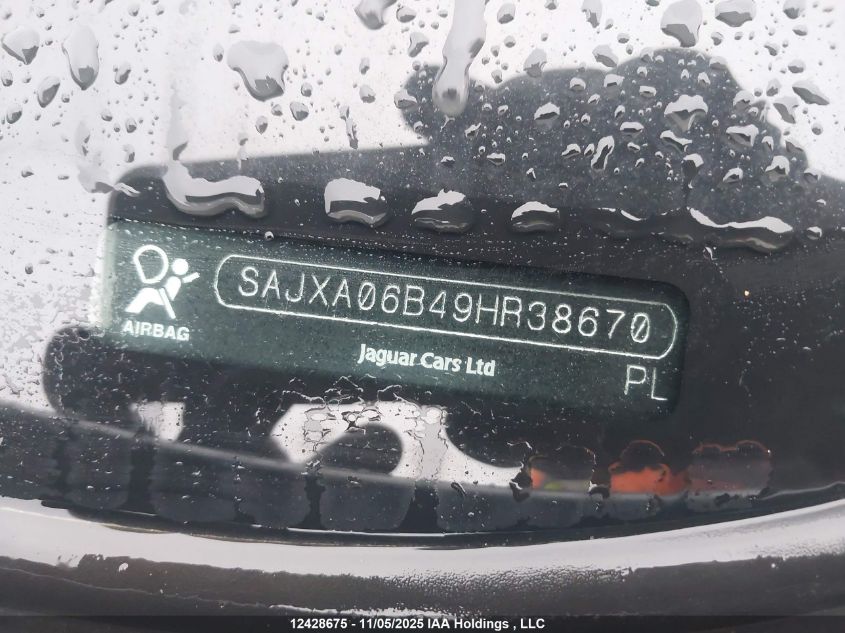 SAJXA06B49HR38670
AIRBAG
Jaguar Cars Ltd
PL
12428675 - 11/05/2025 IAA Holdings , LLC